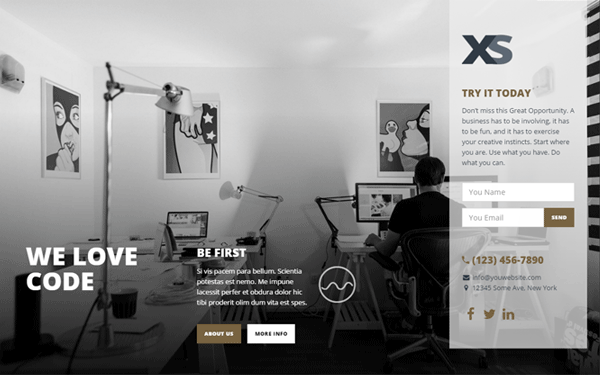 WE LOVE
CODE
BE FIRST
Si vis pacem para bellum. Scientia
potestas est nemo. Me impune
lacessit perfer et obdura dolor hic
tibi proderit olim dum vita est spes.
ABOUT US
MORE INFO
XS
TRY IT TODAY
Don't miss this Great Opportunity. A
business has to be involving, it has
to be fun, and it has to exercise
your creative instincts. Start where
you are. Use what you have. Do
what you can.
You Name
You Email
SEND
(123) 456-7890
info@youwebsite.com
12345 Some Ave, New York